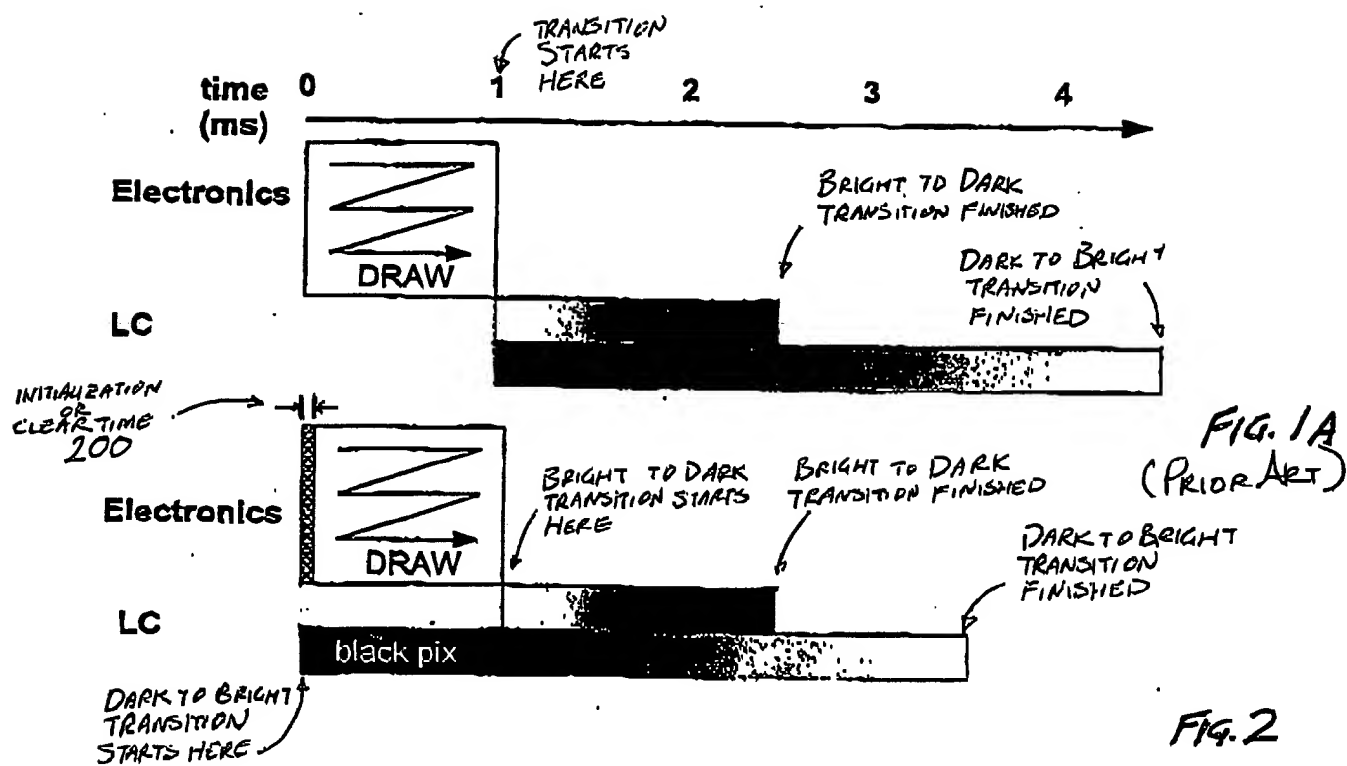 TRANSITION
STARTS
HERE
time
(ms)
0 1 2 3 4
Electronics
DRAW
BRIGHT TO DARK
TRANSITION FINISHED
DARK TO BRIGHT
TRANSITION
FINISHED
LC
FIG. 1A
(PRIOR ART)
INITIALIZATION
OR
CLEAR TIME
200
Electronics
DRAW
BRIGHT TO DARK
TRANSITION STARTS
HERE
BRIGHT TO DARK
TRANSITION FINISHED
DARK TO BRIGHT
TRANSITION
FINISHED
LC
black pix
DARK TO BRIGHT
TRANSITION
STARTS HERE
FIG. 2